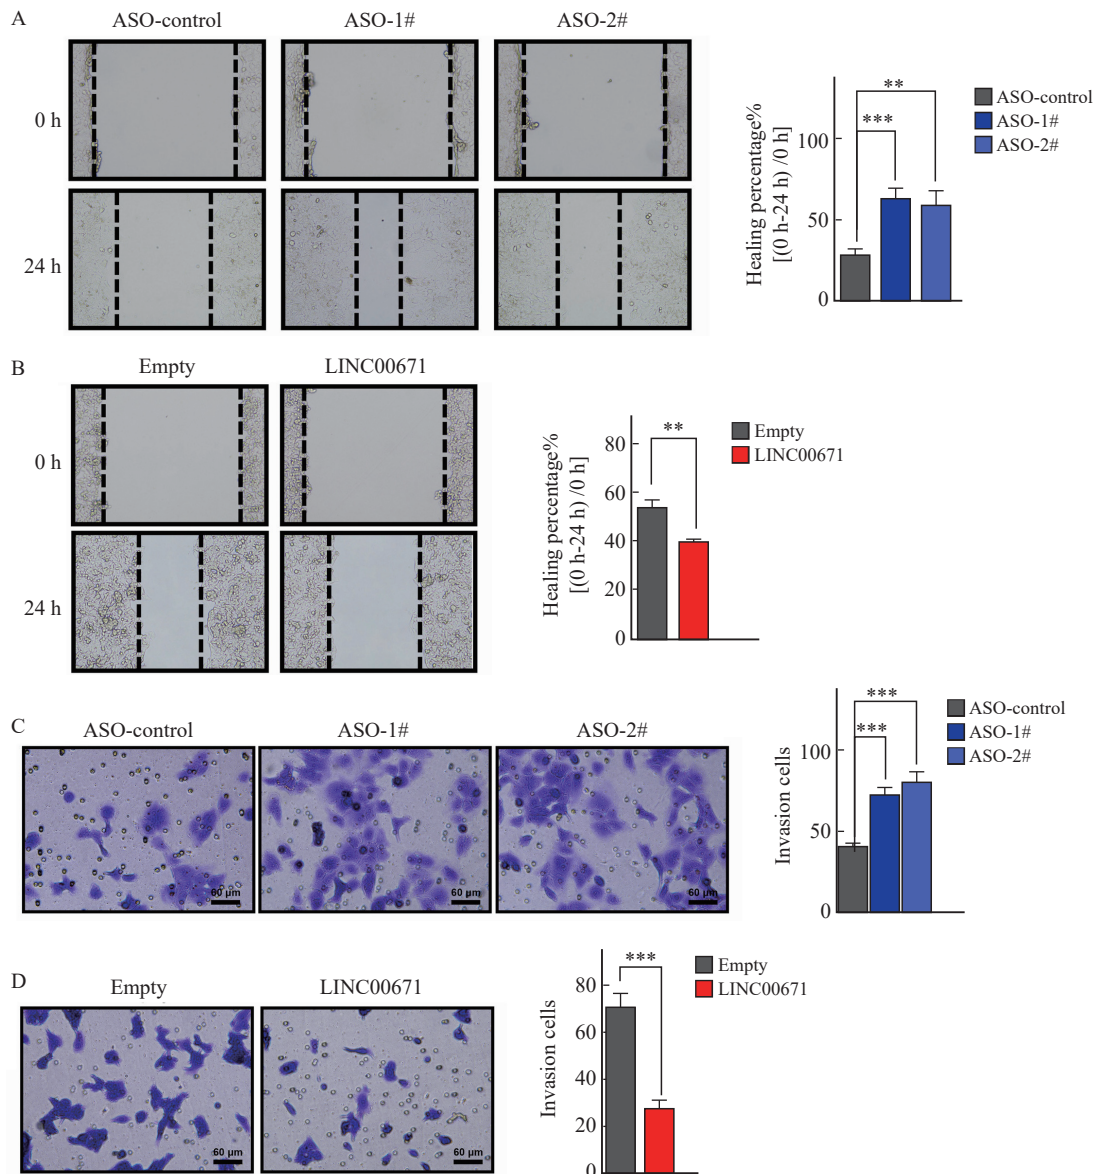 A
ASO-control
ASO-1#
ASO-2#
0 h
24 h
Healing percentage%
[(0 h-24 h) /0 h]
100
50
0
***
**
ASO-control
ASO-1#
ASO-2#
B
Empty
LINC00671
0 h
24 h
Healing percentage%
[(0 h-24 h) /0 h]
80
60
40
20
0
**
Empty
LINC00671
C
ASO-control
ASO-1#
ASO-2#
60 μm
60 μm
60 μm
Invasion cells
100
50
0
***
***
ASO-control
ASO-1#
ASO-2#
D
Empty
LINC00671
60 μm
60 μm
Invasion cells
80
60
40
20
0
***
Empty
LINC00671